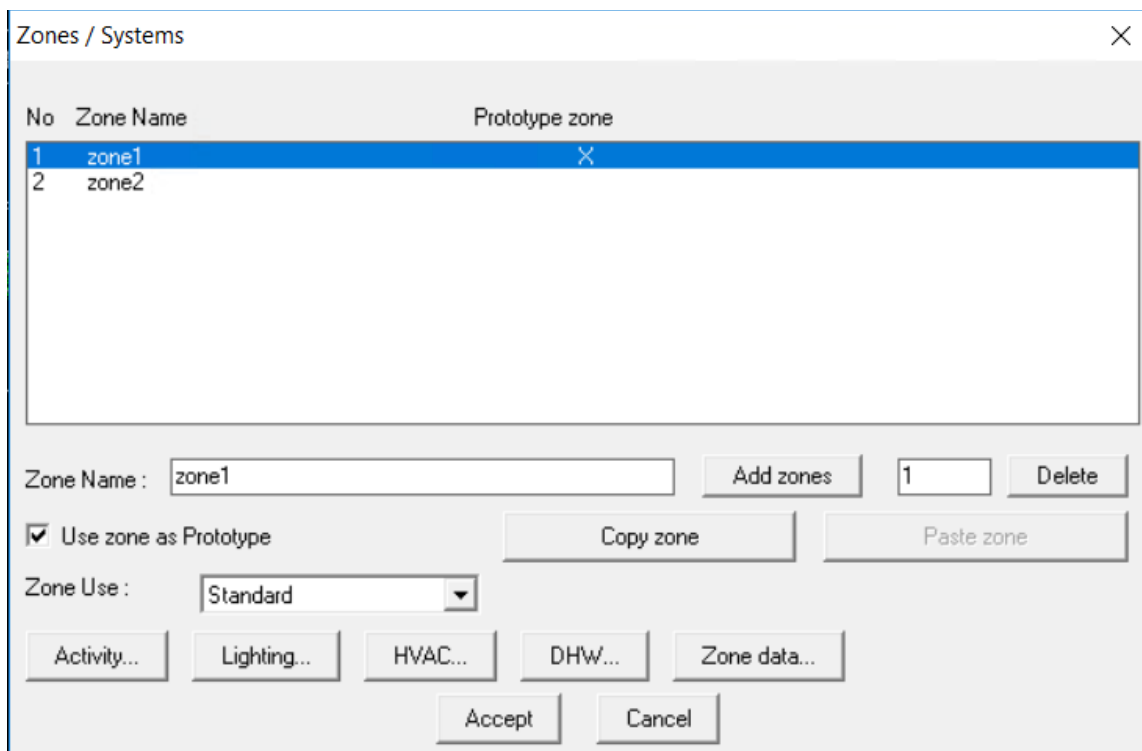 Zones / Systems
No Zone Name Prototype zone
1 zone1 X
2 zone2
Zone Name : zone1 Add zones 1 Delete
Use zone as Prototype Copy zone Paste zone
Zone Use : Standard
Activity... Lighting... HVAC... DHW... Zone data...
Accept Cancel